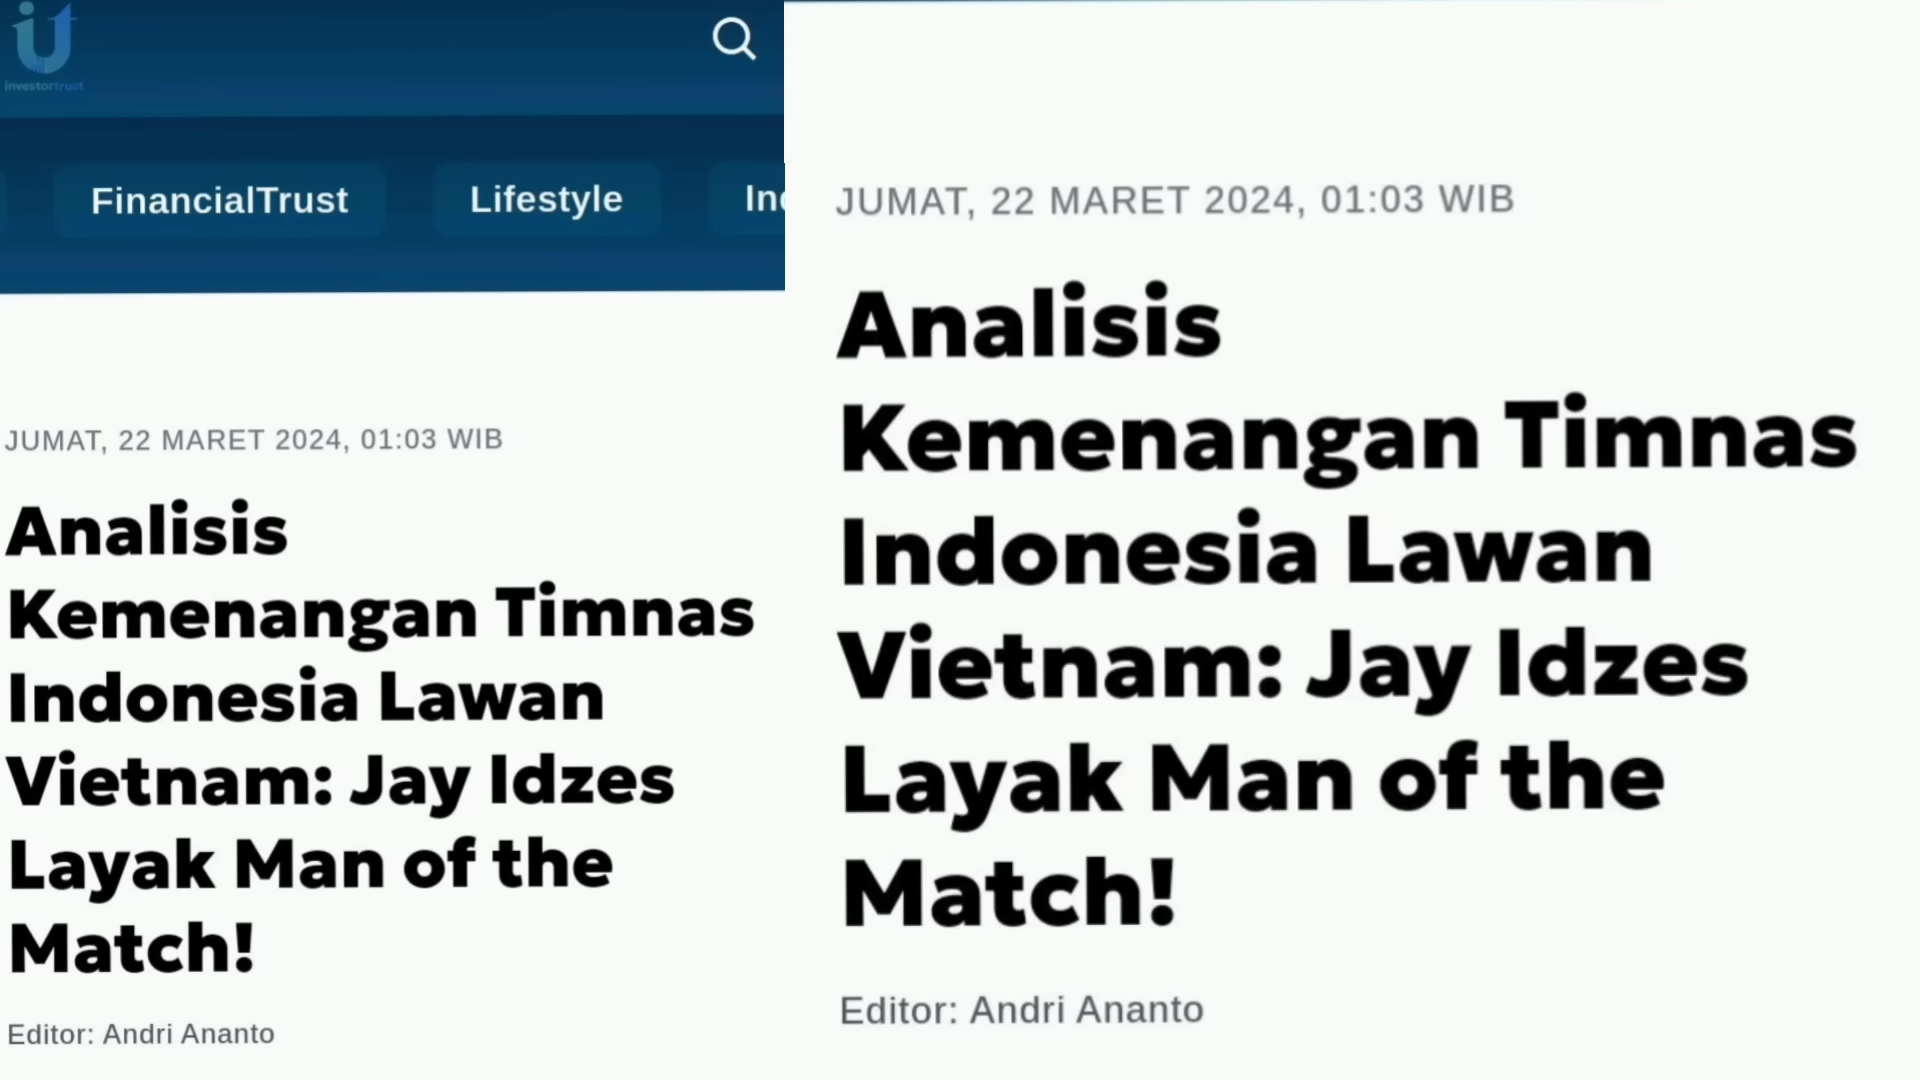 investortrust
FinancialTrust
Lifestyle
JUMAT, 22 MARET 2024, 01:03 WIB
Analisis
Kemenangan Timnas
Indonesia Lawan
Vietnam: Jay Idzes
Layak Man of the
Match!
Editor: Andri Ananto
JUMAT, 22 MARET 2024, 01:03 WIB
Analisis
Kemenangan Timnas
Indonesia Lawan
Vietnam: Jay Idzes
Layak Man of the
Match!
Editor: Andri Ananto